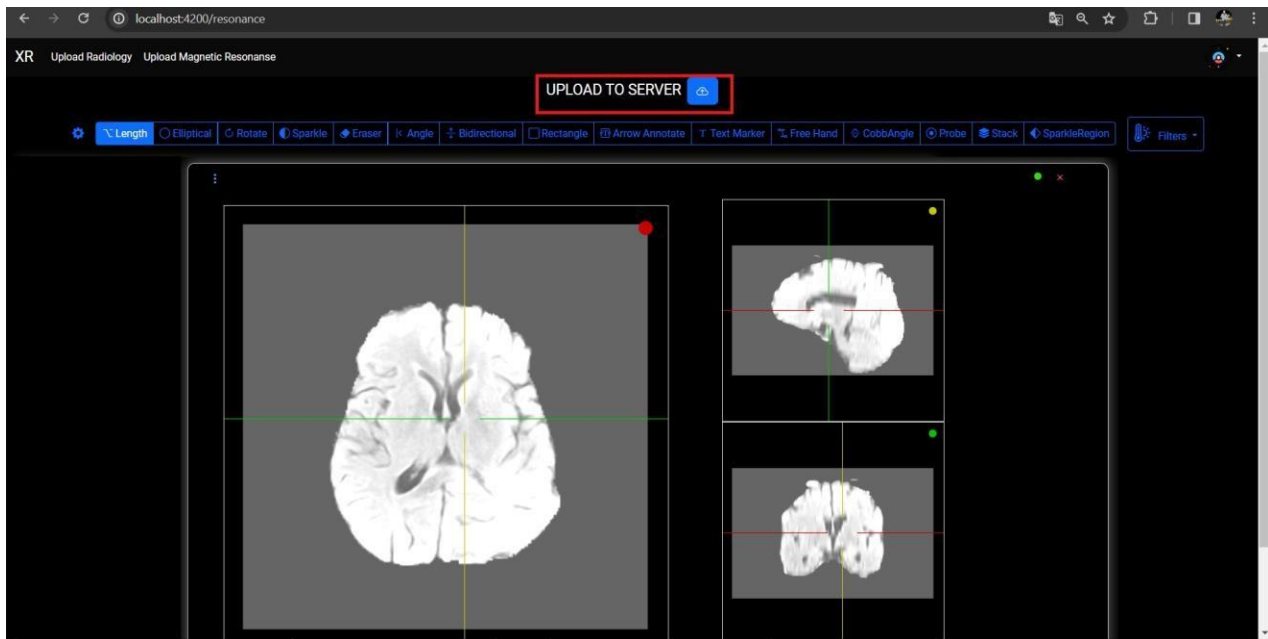 localhost:4200/resonance
XR Upload Radiology Upload Magnetic Resonanse
UPLOAD TO SERVER
Length Elliptical Rotate Sparkle Eraser Angle Bidirectional Rectangle Arrow Annotate T Text Marker Free Hand CobbAngle Probe Stack SparkleRegion Filters